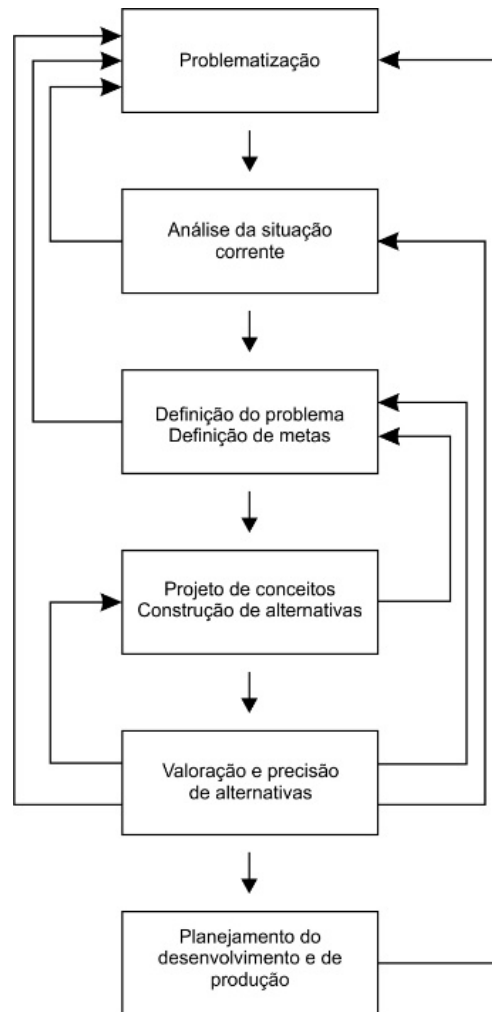 Problematização
Análise da situação
corrente
Definição do problema
Definição de metas
Projeto de conceitos
Construção de alternativas
Valoração e precisão
de alternativas
Planejamento do
desenvolvimento e de
produção